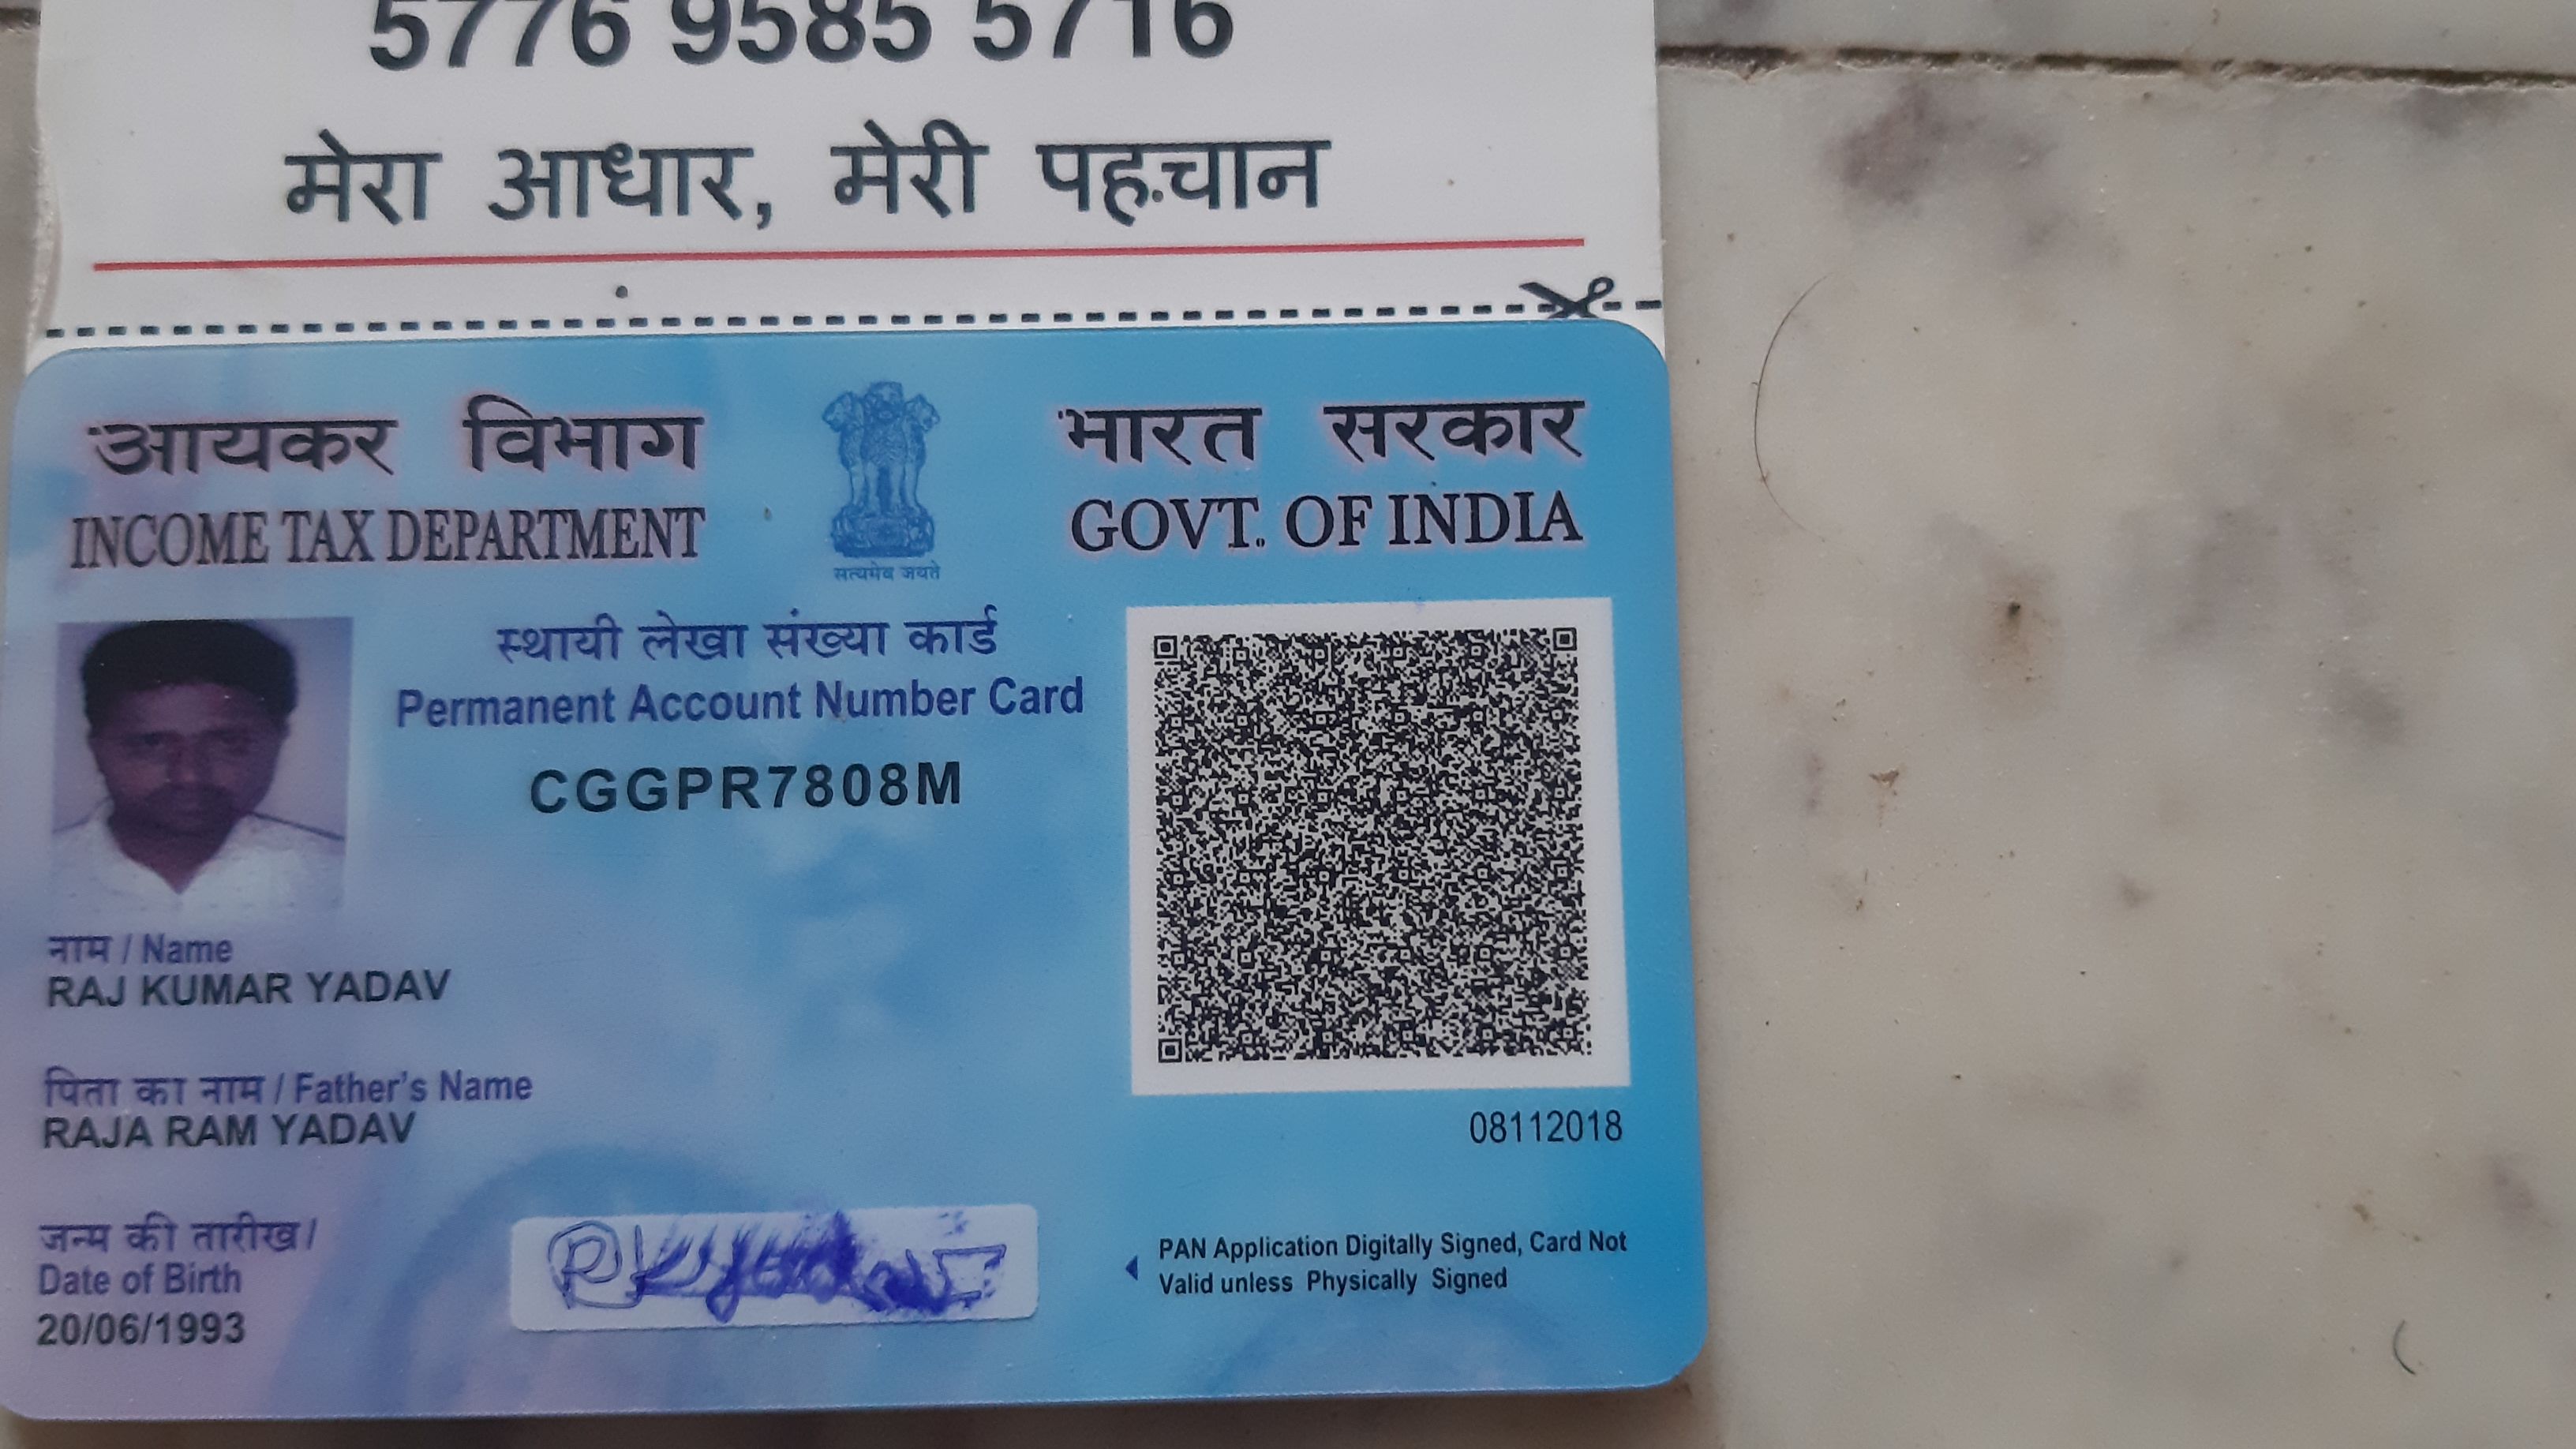 5776 9585 5716
मेरा आधार, मेरी पहचान
आयकर विभाग
INCOME TAX DEPARTMENT
सत्यमेव जयते
भारत सरकार
GOVT. OF INDIA
स्थायी लेखा संख्या कार्ड
Permanent Account Number Card
CGGPR7808M
नाम / Name
RAJ KUMAR YADAV
पिता का नाम / Father's Name
RAJA RAM YADAV
जन्म की तारीख /
Date of Birth
20/06/1993
08112018
PAN Application Digitally Signed, Card Not
Valid unless Physically Signed